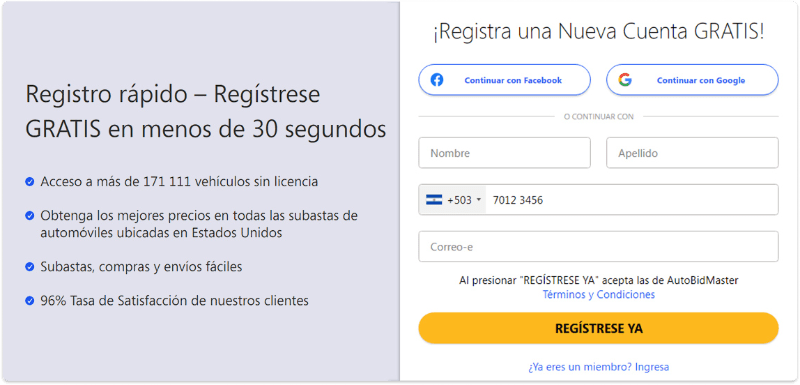 Registro rápido – Regístrese
GRATIS en menos de 30 segundos
Acceso a más de 171 111 vehículos sin licencia
Obtenga los mejores precios en todas las subastas de
automóviles ubicadas en Estados Unidos
Subastas, compras y envíos fáciles
96% Tasa de Satisfacción de nuestros clientes
¡Registra una Nueva Cuenta GRATIS!
Continuar con Facebook
Continuar con Google
O CONTINUAR CON
Nombre
Apellido
+503 7012 3456
Correo-e
Al presionar "REGÍSTRESE YA" acepta las de AutoBidMaster
Términos y Condiciones
REGÍSTRESE YA
¿Ya eres un miembro? Ingresa